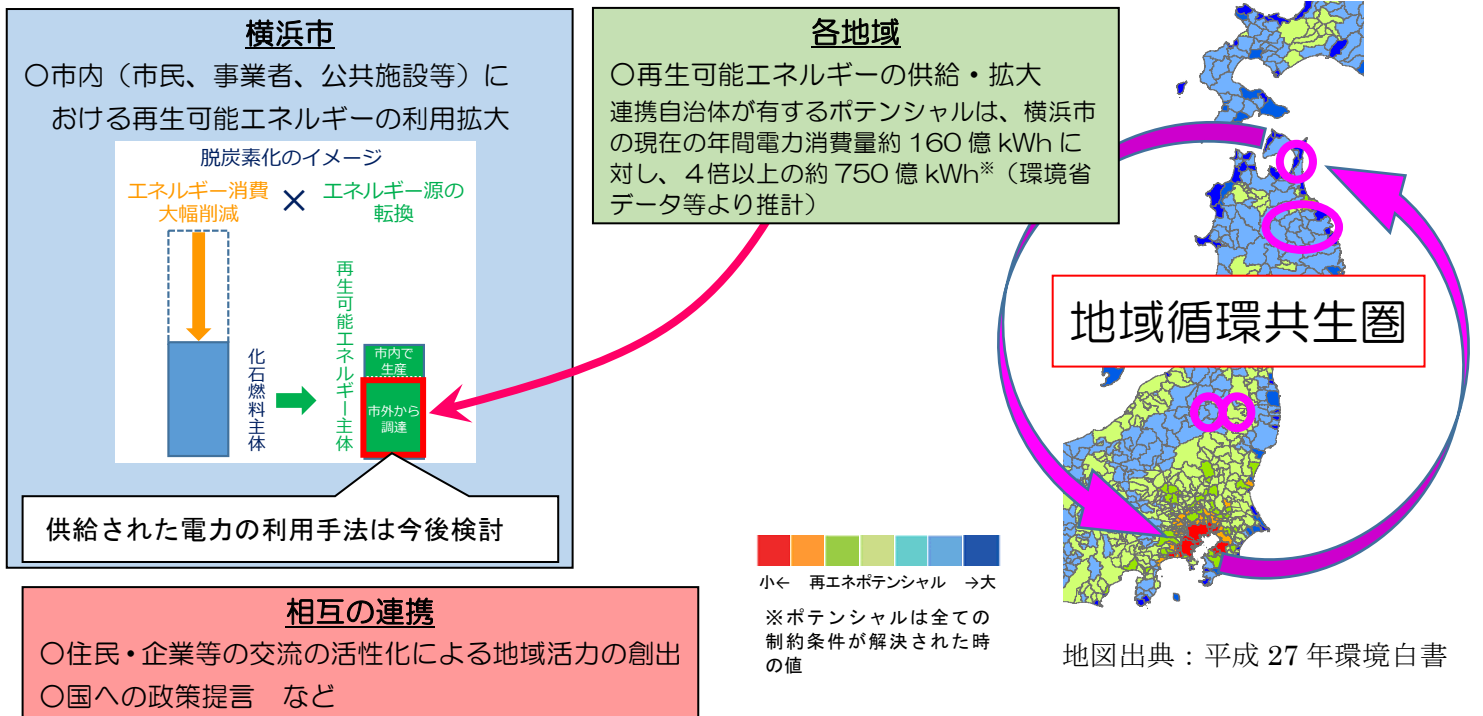 横浜市
〇市内（市民、事業者、公共施設等）に
おける再生可能エネルギーの利用拡大
脱炭素化のイメージ
エネルギー消費
大幅削減
×
エネルギー源の
転換
化石燃料主体
再生可能エネルギー主体
市内で
生産
市外から
調達
供給された電力の利用手法は今後検討
各地域
〇再生可能エネルギーの供給・拡大
連携自治体が有するポテンシャルは、横浜市
の現在の年間電力消費量約 160 億 kWh に
対し、４倍以上の約 750 億 kWh※（環境省
データ等より推計）
地域循環共生圏
相互の連携
〇住民・企業等の交流の活性化による地域活力の創出
〇国への政策提言　など
小← 再エネポテンシャル →大
※ポテンシャルは全ての
制約条件が解決された時
の値
地図出典：平成 27 年環境白書